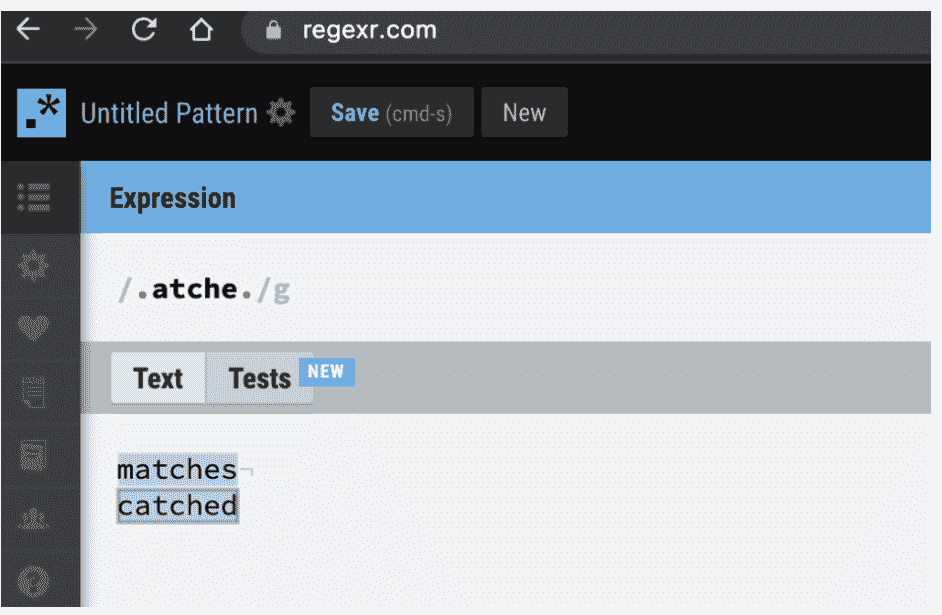 regexr.com
.* Untitled Pattern Save (cmd-s) New
Expression
/.atche./g
Text Tests NEW
matches¬
catched